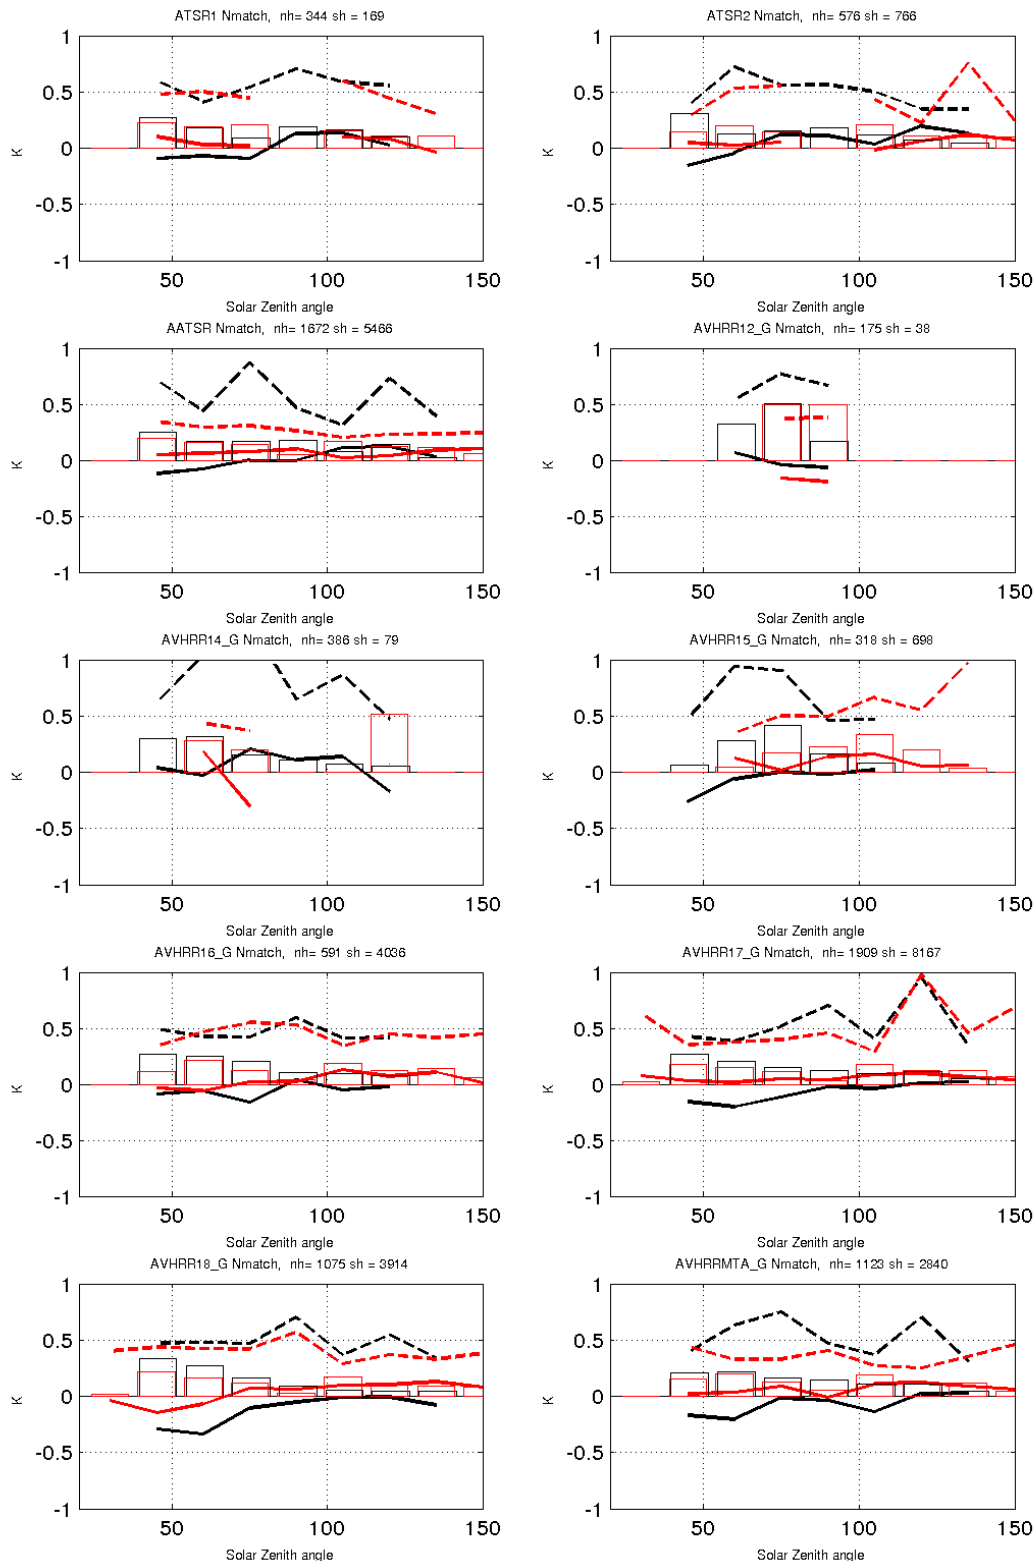 ATSR1 Nmatch, nh= 344 sh = 169
1
0.5
0
-0.5
-1
K
50
100
150
Solar Zenith angle
ATSR2 Nmatch, nh= 576 sh = 766
1
0.5
0
-0.5
-1
K
50
100
150
Solar Zenith angle
AATSR Nmatch, nh= 1672 sh = 5466
1
0.5
0
-0.5
-1
K
50
100
150
Solar Zenith angle
AVHRR12_G Nmatch, nh= 175 sh = 38
1
0.5
0
-0.5
-1
K
50
100
150
Solar Zenith angle
AVHRR14_G Nmatch, nh= 386 sh = 79
1
0.5
0
-0.5
-1
K
50
100
150
Solar Zenith angle
AVHRR15_G Nmatch, nh= 318 sh = 698
1
0.5
0
-0.5
-1
K
50
100
150
Solar Zenith angle
AVHRR16_G Nmatch, nh= 591 sh = 4036
1
0.5
0
-0.5
-1
K
50
100
150
Solar Zenith angle
AVHRR17_G Nmatch, nh= 1909 sh = 8167
1
0.5
0
-0.5
-1
K
50
100
150
Solar Zenith angle
AVHRR18_G Nmatch, nh= 1075 sh = 3914
1
0.5
0
-0.5
-1
K
50
100
150
Solar Zenith angle
AVHRRMTA_G Nmatch, nh= 1123 sh = 2840
1
0.5
0
-0.5
-1
K
50
100
150
Solar Zenith angle